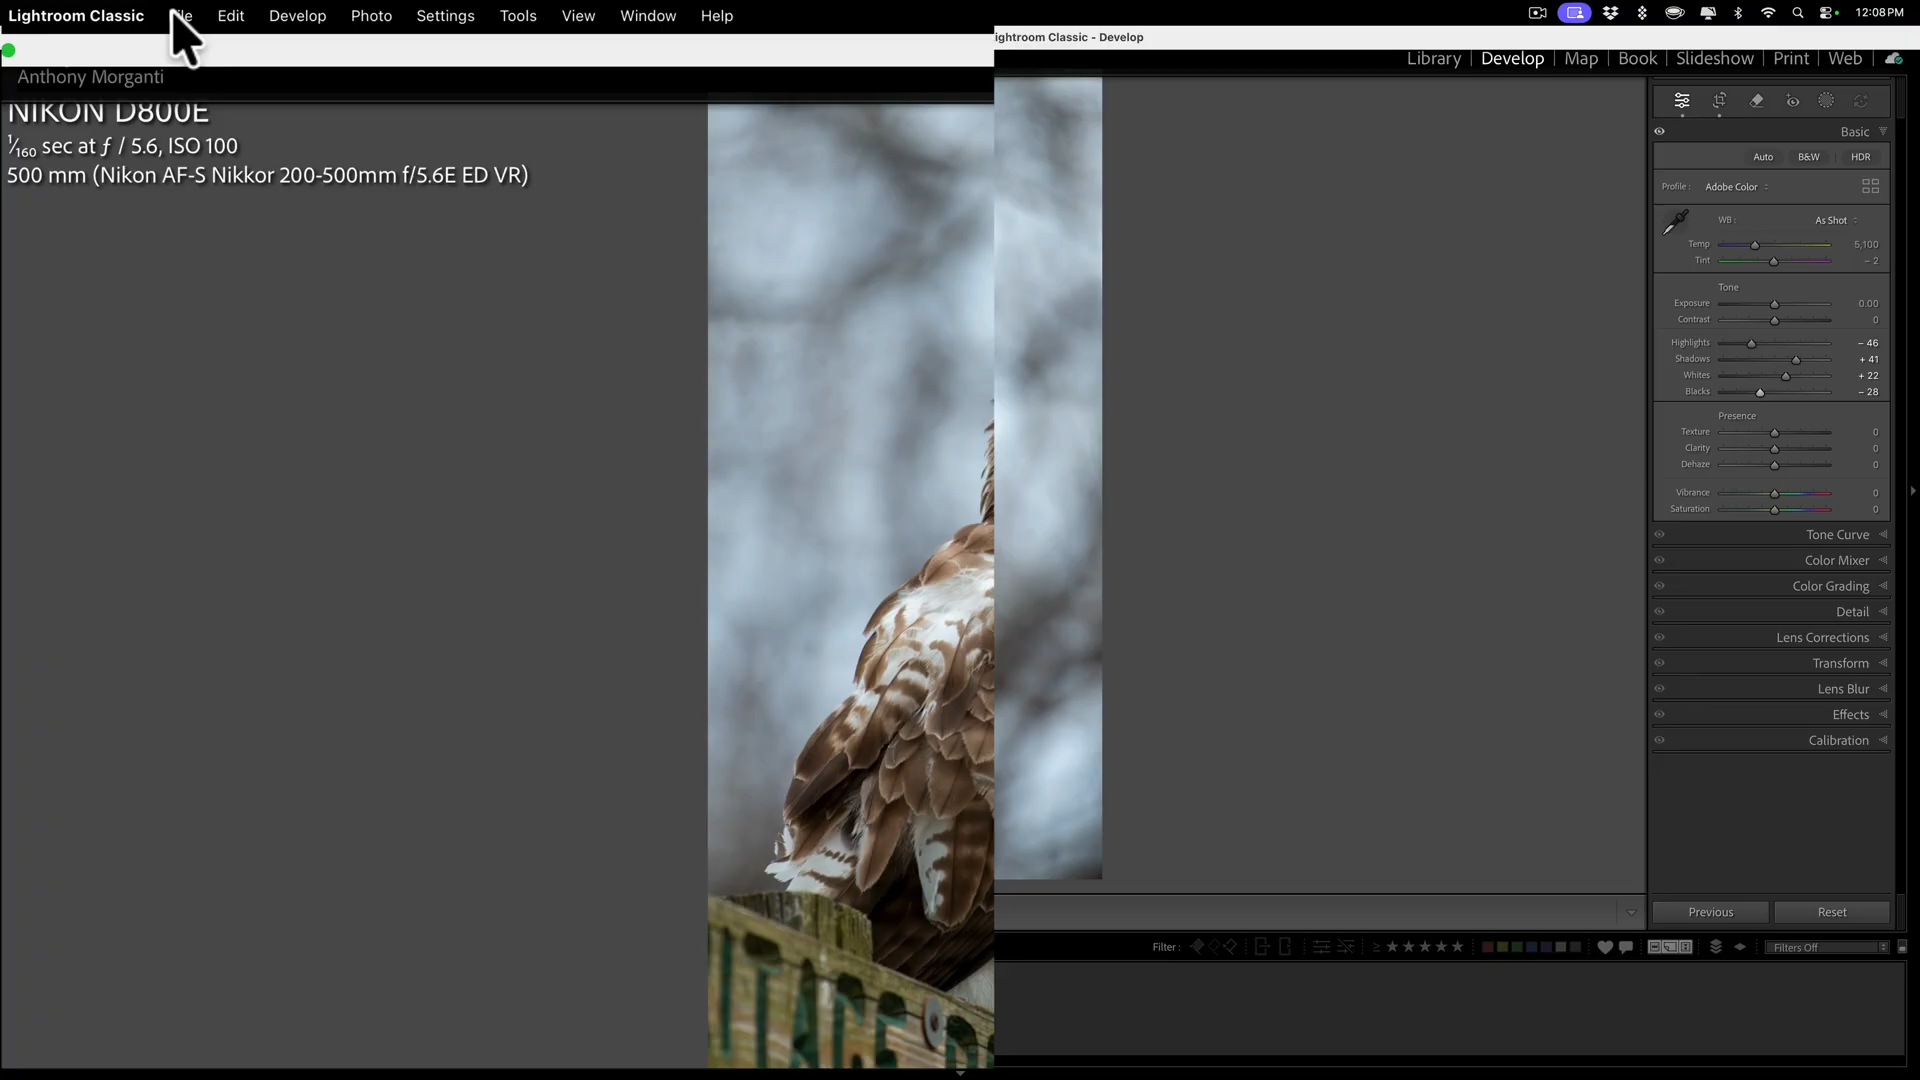 Lightroom Classic File Edit Develop Photo Settings Tools View Window Help 12:08PM
ightroom Classic - Develop
Anthony Morganti
Library | Develop | Map | Book | Slideshow | Print | Web
NIKON D800E
1/160 sec at ƒ / 5.6, ISO 100
500 mm (Nikon AF-S Nikkor 200-500mm f/5.6E ED VR)
Basic
Auto B&W HDR
Profile : Adobe Color
WB : As Shot
Temp 5,100
Tint – 2
Tone
Exposure 0.00
Contrast 0
Highlights – 46
Shadows + 41
Whites + 22
Blacks – 28
Presence
Texture 0
Clarity 0
Dehaze 0
Vibrance 0
Saturation 0
Tone Curve
Color Mixer
Color Grading
Detail
Lens Corrections
Transform
Lens Blur
Effects
Calibration
Previous Reset
Filter : ≥ ★★★★★ Filters Off